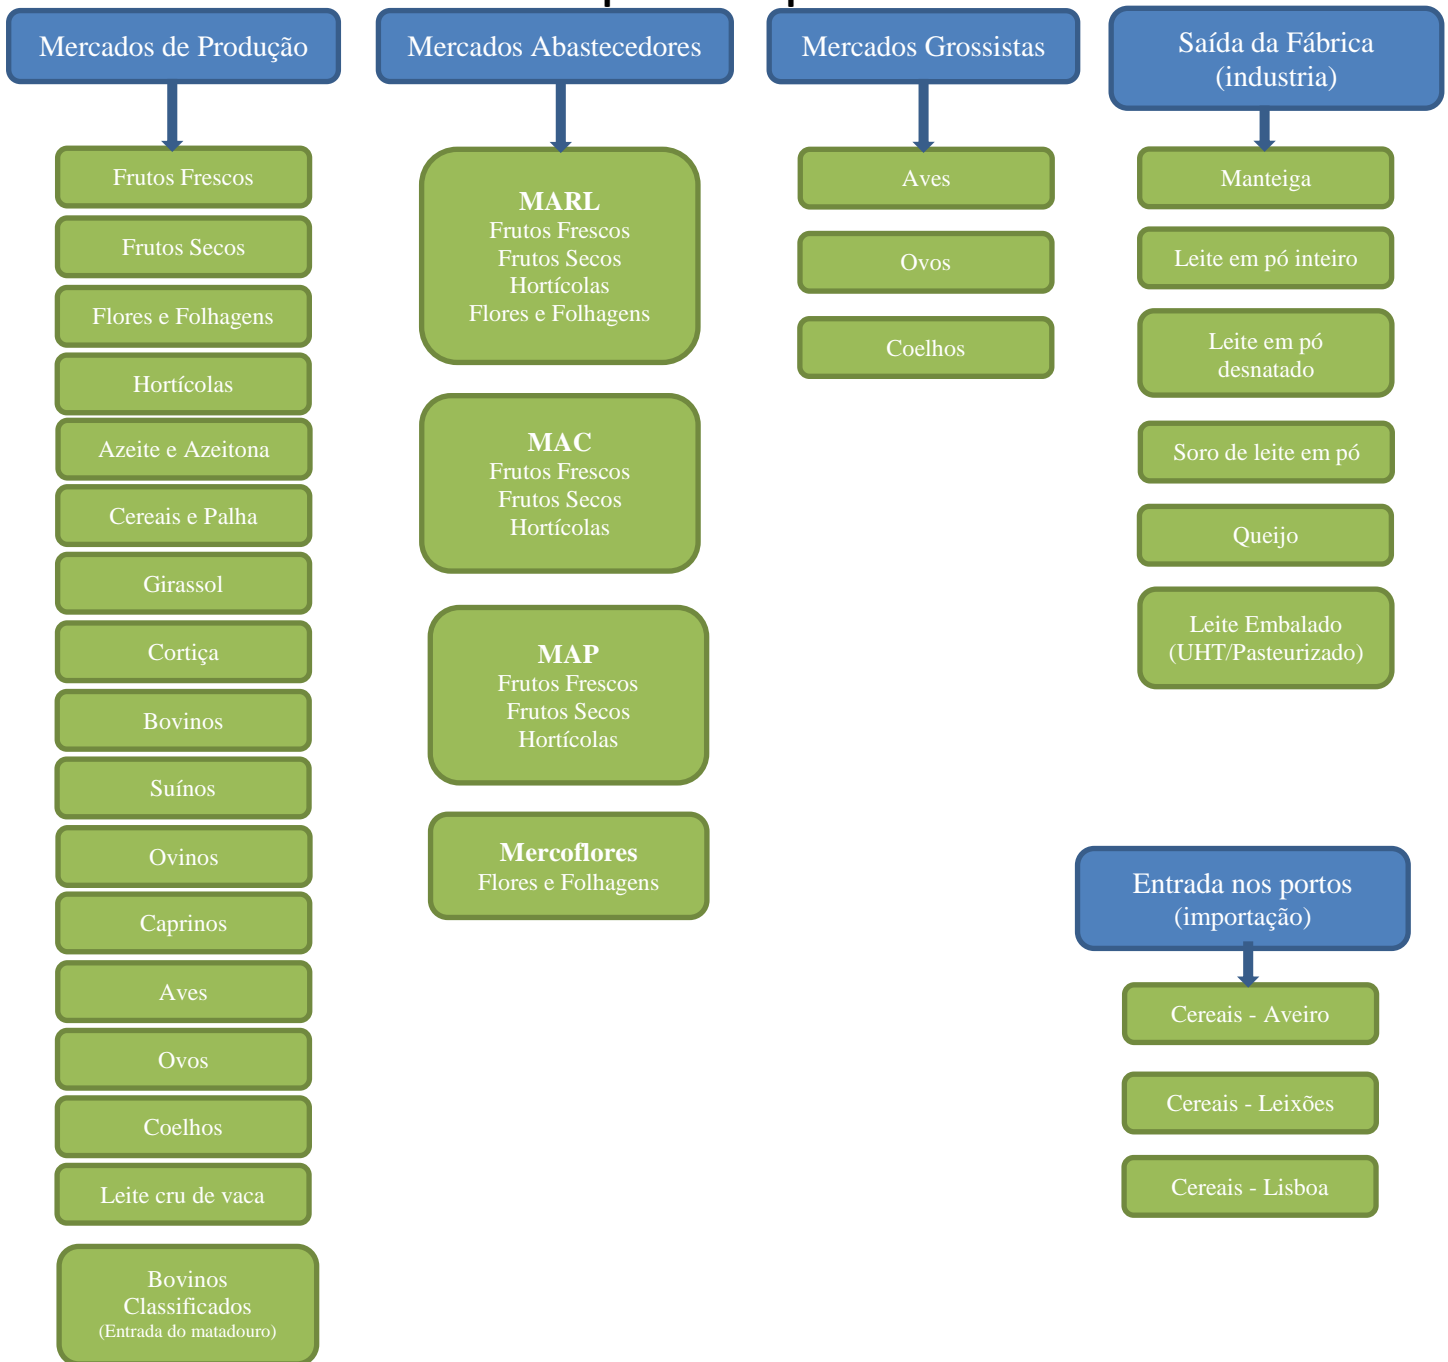 Mercados de Produção
Frutos Frescos
Frutos Secos
Flores e Folhagens
Hortícolas
Azeite e Azeitona
Cereais e Palha
Girassol
Cortiça
Bovinos
Suínos
Ovinos
Caprinos
Aves
Ovos
Coelhos
Leite cru de vaca
Bovinos
Classificados
(Entrada do matadouro)
Mercados Abastecedores
MARL
Frutos Frescos
Frutos Secos
Hortícolas
Flores e Folhagens
MAC
Frutos Frescos
Frutos Secos
Hortícolas
MAP
Frutos Frescos
Frutos Secos
Hortícolas
Mercoflores
Flores e Folhagens
Mercados Grossistas
Aves
Ovos
Coelhos
Saída da Fábrica
(industria)
Manteiga
Leite em pó inteiro
Leite em pó
desnatado
Soro de leite em pó
Queijo
Leite Embalado
(UHT/Pasteurizado)
Entrada nos portos
(importação)
Cereais - Aveiro
Cereais - Leixões
Cereais - Lisboa